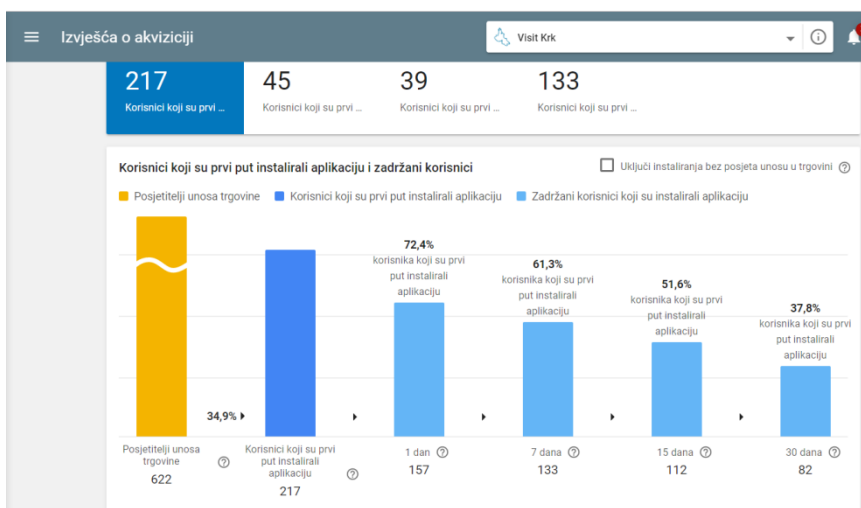 Izvješća o akviziciji
Visit Krk
217
45
39
133
Korisnici koji su prvi ...
Korisnici koji su prvi ...
Korisnici koji su prvi ...
Korisnici koji su prvi ...
Korisnici koji su prvi put instalirali aplikaciju i zadržani korisnici
Uključi instaliranja bez posjeta unosu u trgovini
Posjetitelji unosa trgovine
Korisnici koji su prvi put instalirali aplikaciju
Zadržani korisnici koji su instalirali aplikaciju
72,4%
korisnika koji su prvi
put instalirali
aplikaciju
61,3%
korisnika koji su prvi
put instalirali
aplikaciju
51,6%
korisnika koji su prvi
put instalirali
aplikaciju
37,8%
korisnika koji su prvi
put instalirali
aplikaciju
34,9%
Posjetitelji unosa
trgovine
622
Korisnici koji su prvi
put instalirali
aplikaciju
217
1 dan
157
7 dana
133
15 dana
112
30 dana
82